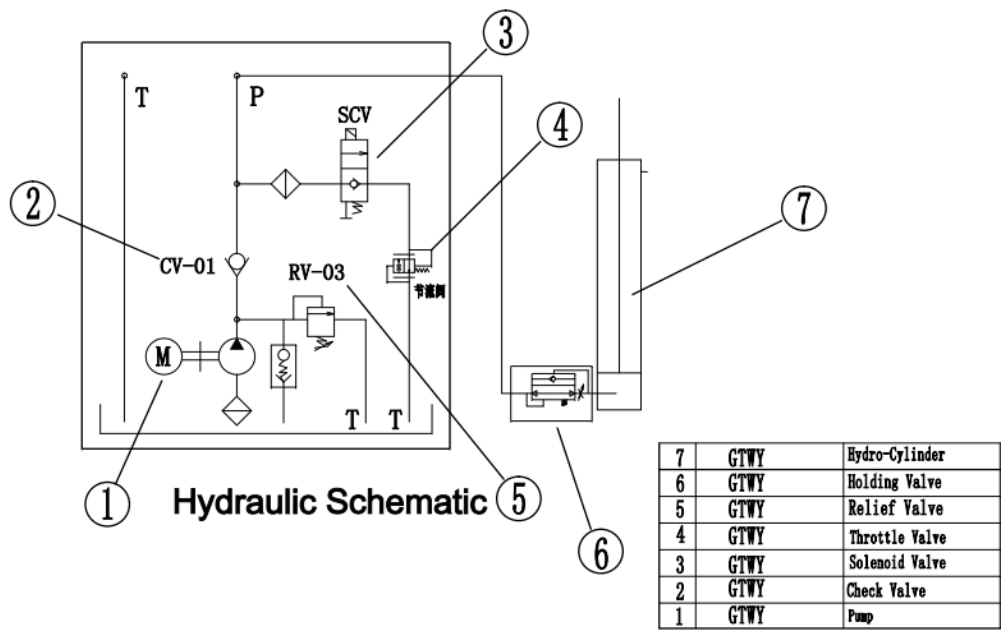 3
T
P
SCV
4
2
7
CV-01
RV-03
节流阀
M
T
T
1
Hydraulic Schematic
5
6
7 GTWY Hydro-Cylinder
6 GTWY Holding Valve
5 GTWY Relief Valve
4 GTWY Throttle Valve
3 GTWY Solenoid Valve
2 GTWY Check Valve
1 GTWY Pump